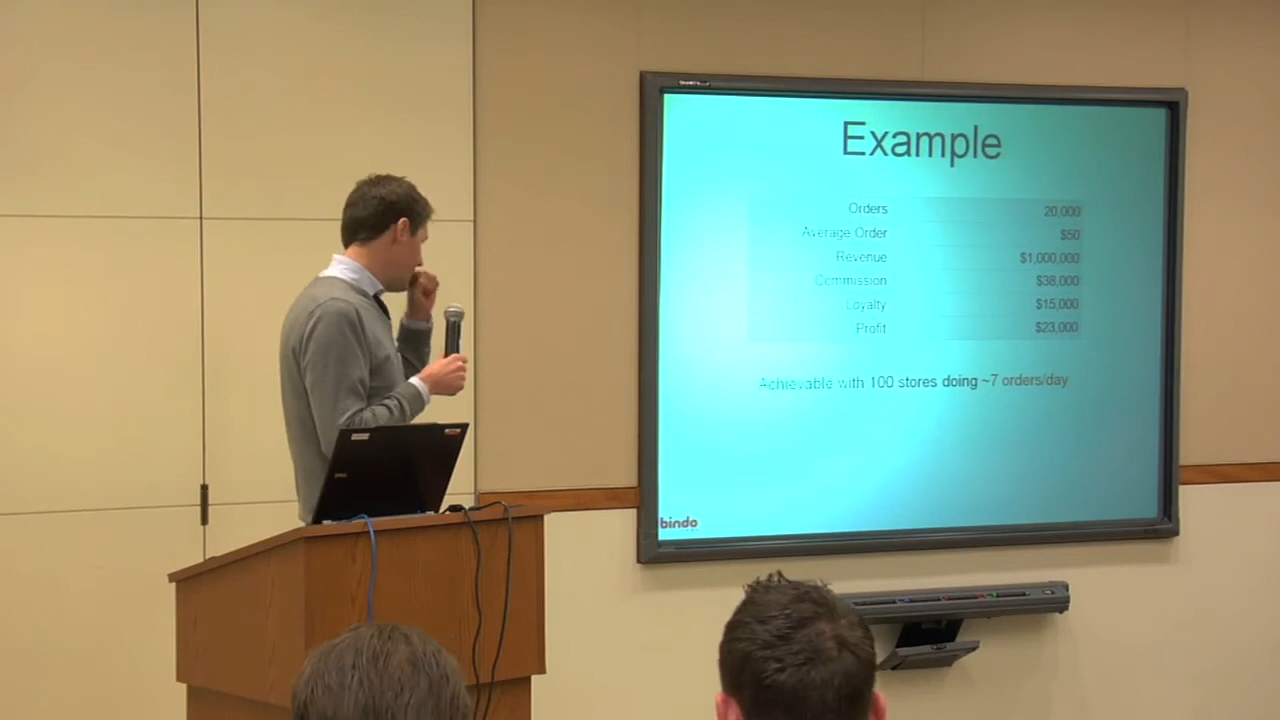 Example
Orders 20,000
Average Order $50
Revenue $1,000,000
Commission $38,000
Loyalty $15,000
Profit $23,000
Achievable with 100 stores doing ~7 orders/day
bindo